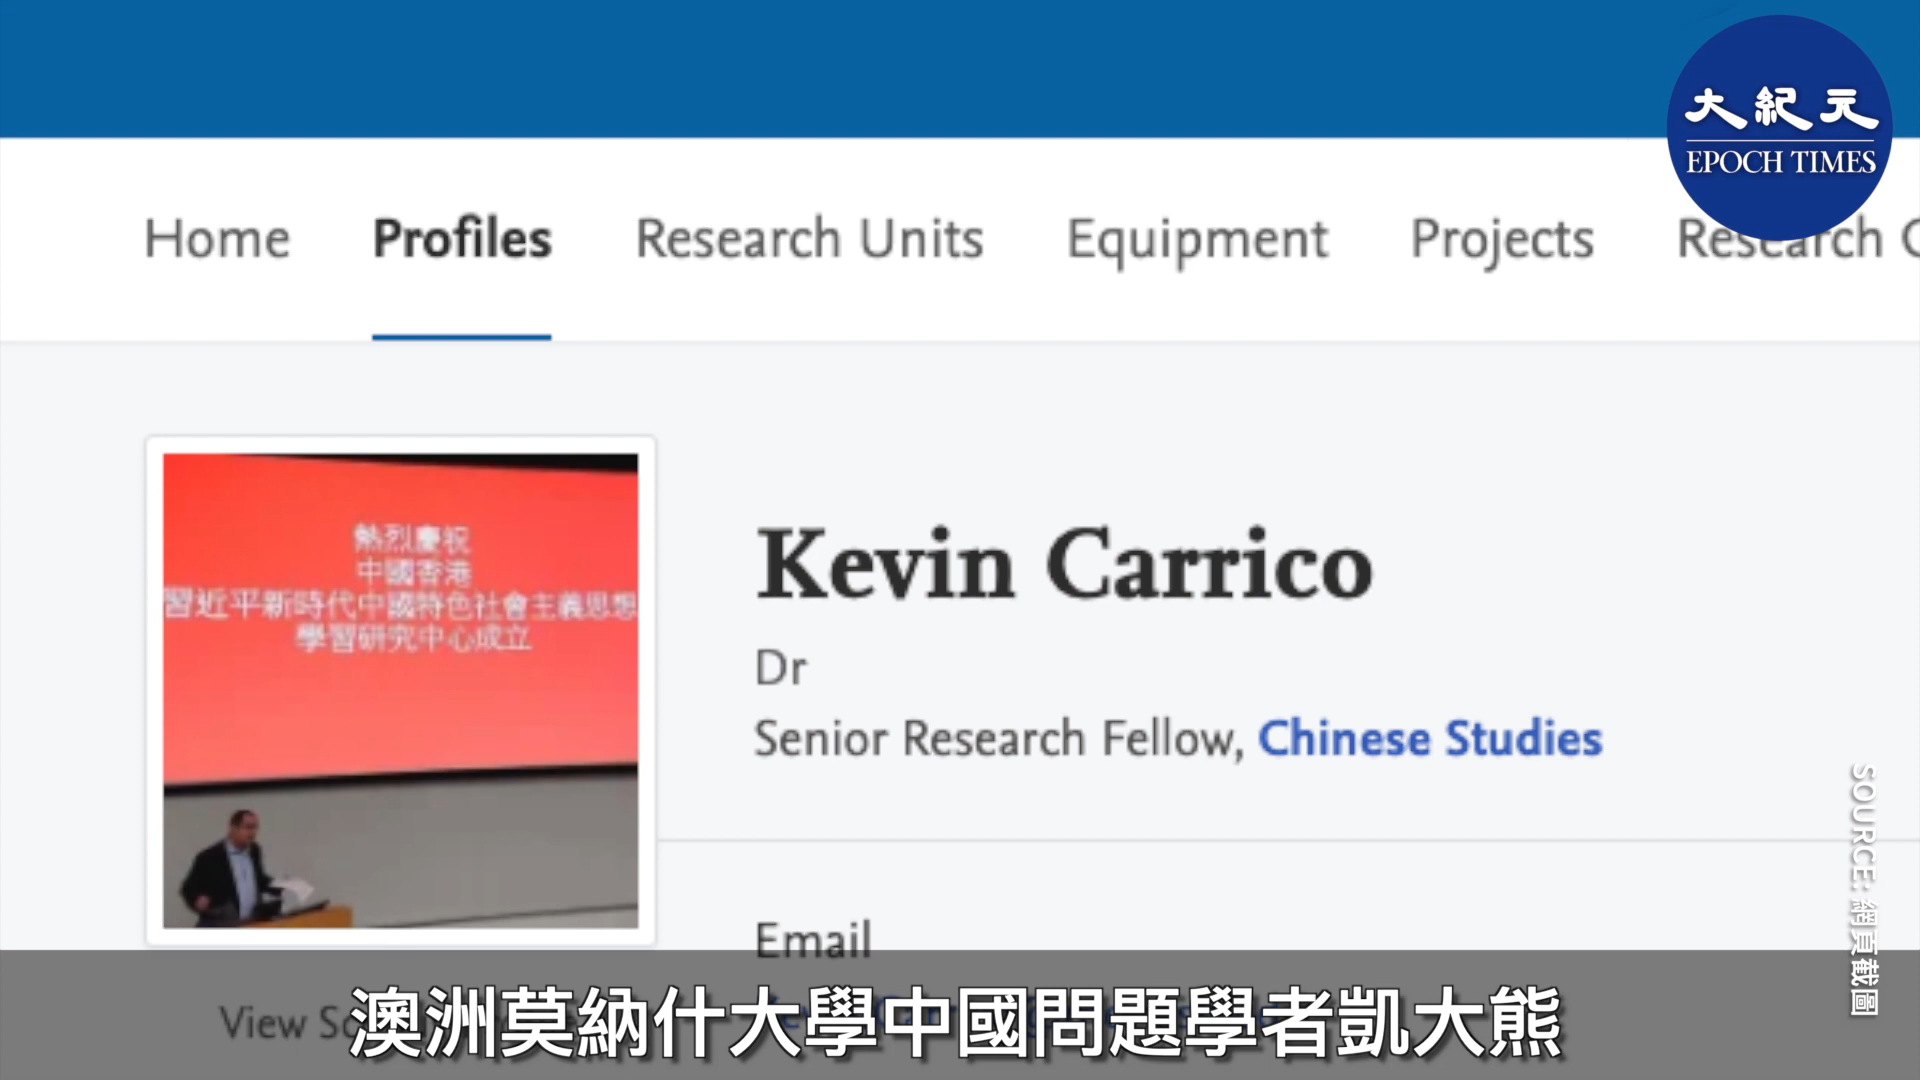 大紀元
EPOCH TIMES
Home Profiles Research Units Equipment Projects Research
熱烈慶祝
中國香港
習近平新時代中國特色社會主義思想
學習研究中心成立
Kevin Carrico
Dr
Senior Research Fellow, Chinese Studies
Email
View
澳洲莫納什大學中國問題學者凱大熊
SOURCE: 網頁截圖